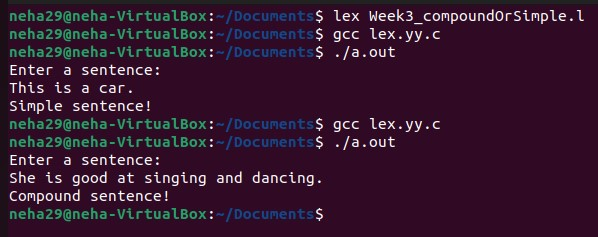 neha29@neha-VirtualBox:~/Documents$ lex Week3_compoundOrSimple.l
neha29@neha-VirtualBox:~/Documents$ gcc lex.yy.c
neha29@neha-VirtualBox:~/Documents$ ./a.out
Enter a sentence:
This is a car.
Simple sentence!
neha29@neha-VirtualBox:~/Documents$ gcc lex.yy.c
neha29@neha-VirtualBox:~/Documents$ ./a.out
Enter a sentence:
She is good at singing and dancing.
Compound sentence!
neha29@neha-VirtualBox:~/Documents$